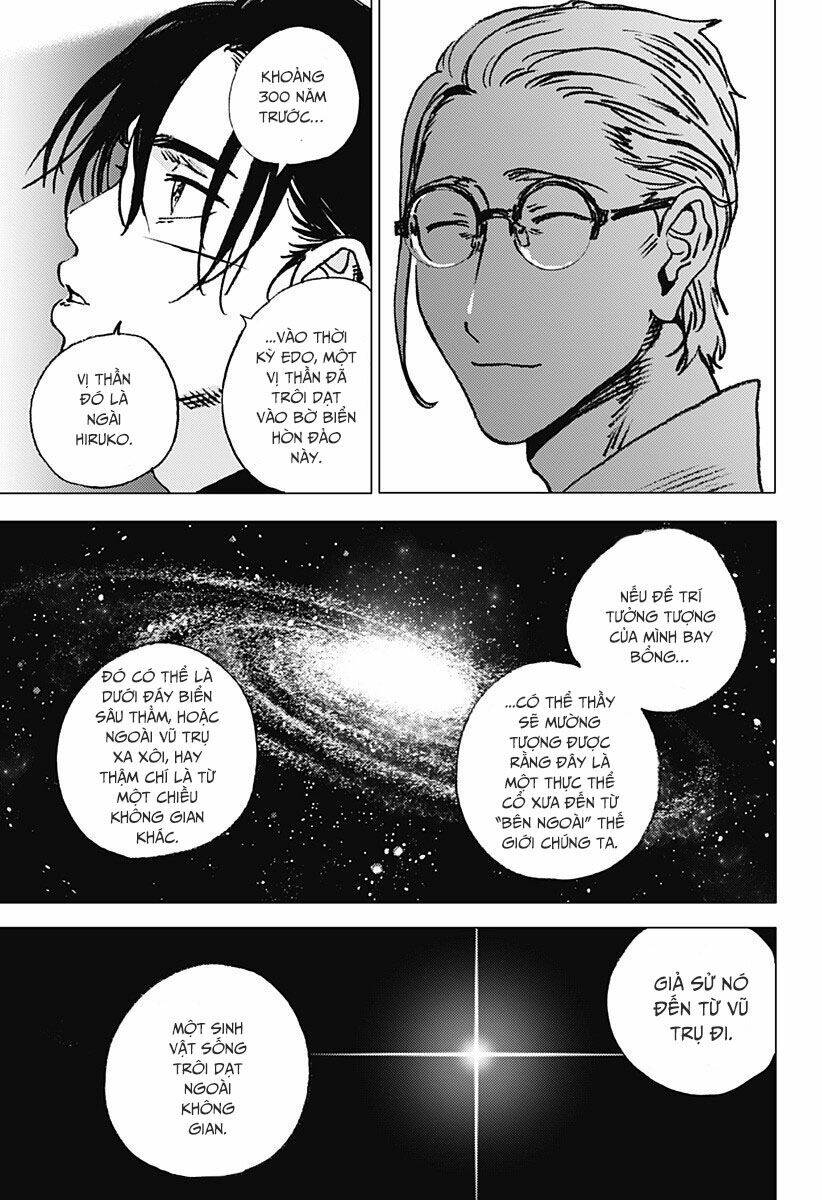 KHOẢNG
300 NĂM
TRƯỚC...
...VÀO THỜI
KỲ EDO, MỘT
VỊ THẦN ĐÃ
TRÔI DẠT
VÀO BỜ BIỂN
HÒN ĐẢO
NÀY.
VỊ THẦN
ĐÓ LÀ
NGÀI
HIRUKO.
NẾU ĐỂ TRÍ
TƯỞNG TƯỢNG
CỦA MÌNH BAY
BỔNG...
...CÓ THỂ THẦY
SẼ MƯỜNG
TƯỢNG ĐƯỢC
RẰNG ĐÂY LÀ
MỘT THỰC THỂ
CỔ XƯA ĐẾN TỪ
“BÊN NGOÀI” THẾ
GIỚI CHÚNG TA.
ĐÓ CÓ THỂ LÀ
DƯỚI ĐÁY BIỂN
SÂU THẲM, HOẶC
NGOÀI VŨ TRỤ
XA XÔI, HAY
THẬM CHÍ LÀ TỪ
MỘT CHIỀU
KHÔNG GIAN
KHÁC.
GIẢ SỬ NÓ
ĐẾN TỪ VŨ
TRỤ ĐI.
MỘT SINH
VẬT SỐNG
TRÔI DẠT
NGOÀI
KHÔNG
GIAN.